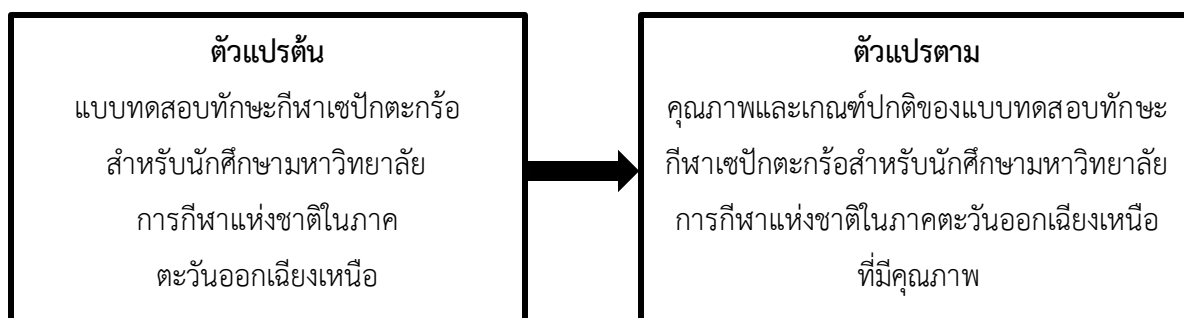 ตัวแปรต้น
แบบทดสอบทักษะกีฬาเซปักตะกร้อ
สำหรับนักศึกษามหาวิทยาลัย
การกีฬาแห่งชาติในภาค
ตะวันออกเฉียงเหนือ
ตัวแปรตาม
คุณภาพและเกณฑ์ปกติของแบบทดสอบทักษะ
กีฬาเซปักตะกร้อสำหรับนักศึกษามหาวิทยาลัย
การกีฬาแห่งชาติในภาคตะวันออกเฉียงเหนือ
ที่มีคุณภาพ